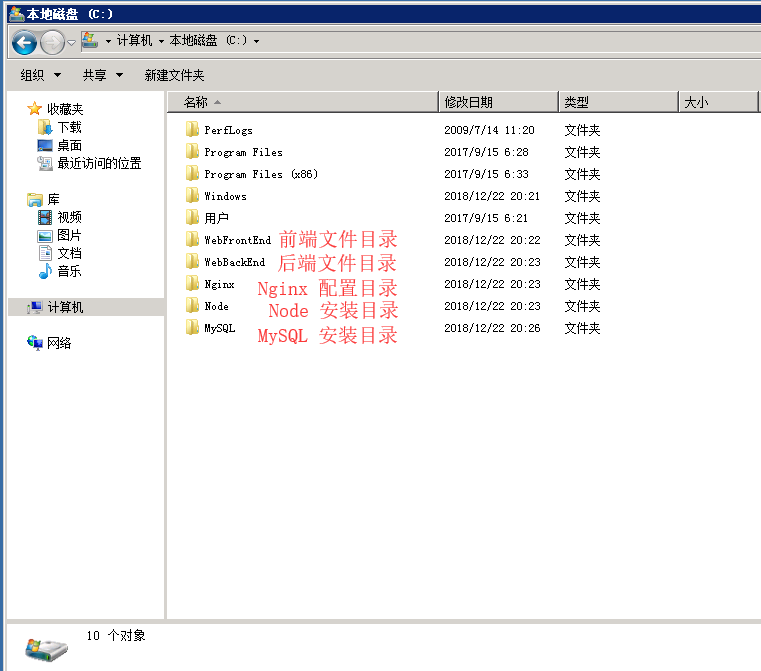 本地磁盘 (C:)
计算机 本地磁盘 (C:)
组织 共享 新建文件夹
收藏夹
下载
桌面
最近访问的位置
库
视频
图片
文档
音乐
计算机
网络
名称 修改日期 类型 大小
PerfLogs 2009/7/14 11:20 文件夹
Program Files 2017/9/15 6:28 文件夹
Program Files (x86) 2017/9/15 6:33 文件夹
Windows 2018/12/22 20:21 文件夹
用户 2017/9/15 6:21 文件夹
WebFrontEnd 前端文件目录 2018/12/22 20:22 文件夹
WebBackEnd 后端文件目录 2018/12/22 20:23 文件夹
Nginx Nginx 配置目录 2018/12/22 20:23 文件夹
Node Node 安装目录 2018/12/22 20:23 文件夹
MySQL MySQL 安装目录 2018/12/22 20:26 文件夹
10 个对象